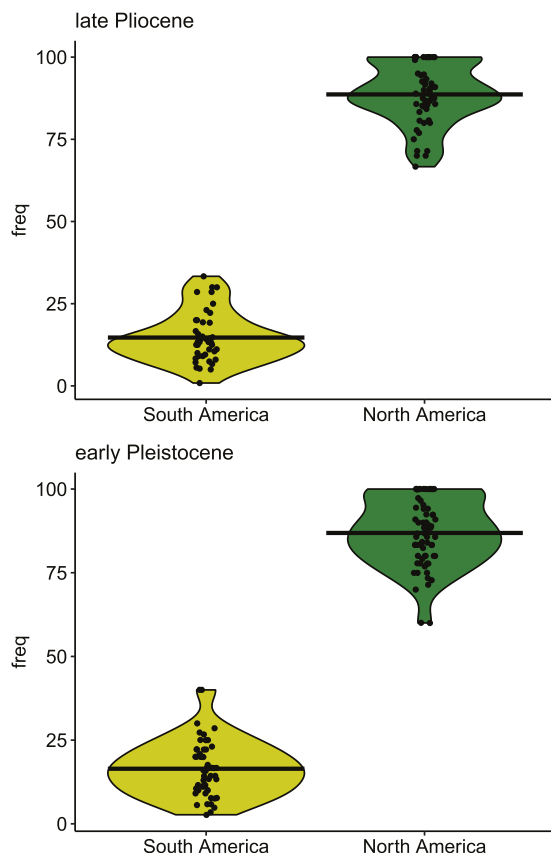 late Pliocene
100
75
50
25
0
freq
South America North America
early Pleistocene
100
75
50
25
0
freq
South America North America